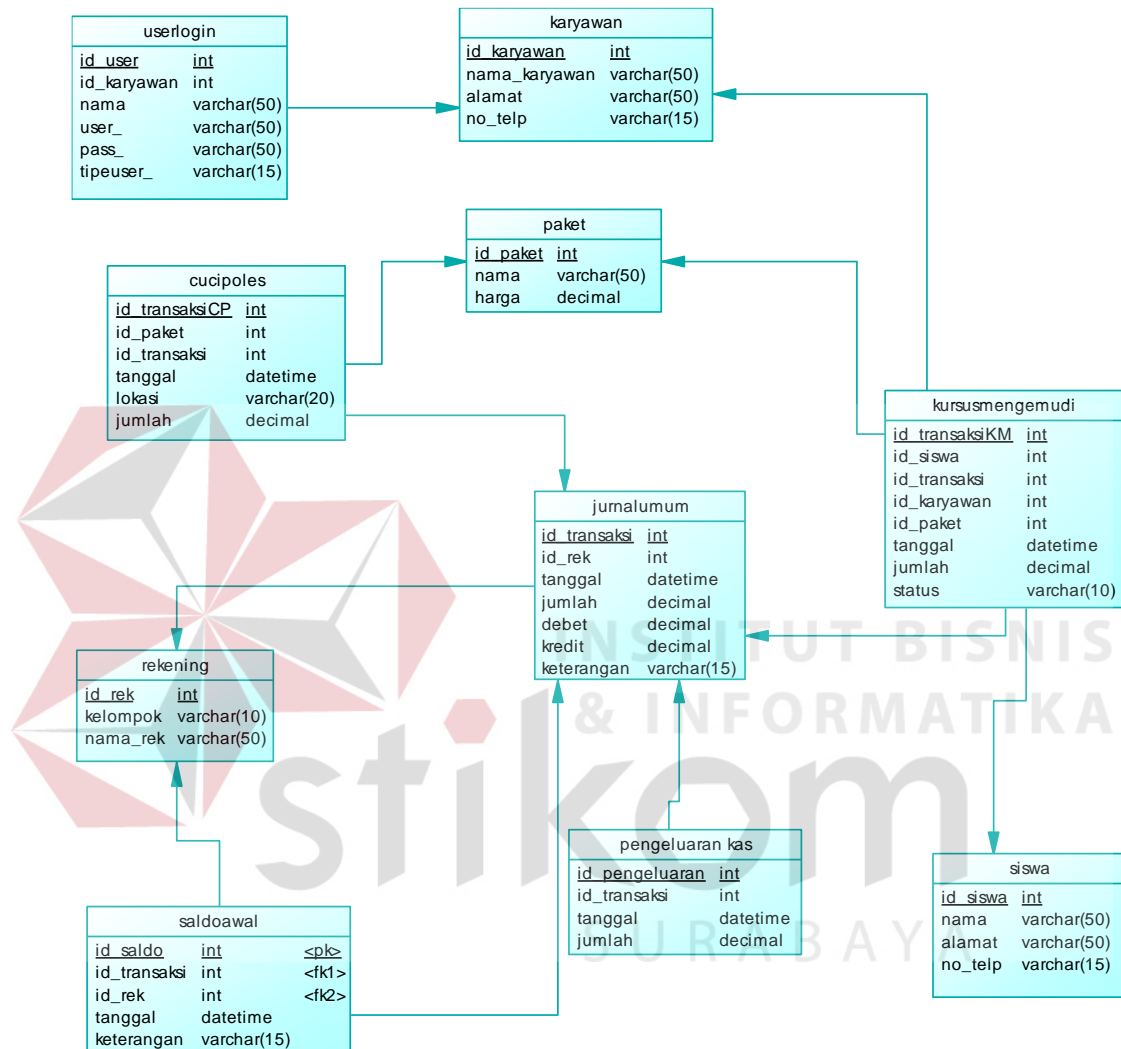 userlogin
id_user int
id_karyawan int
nama varchar(50)
user_ varchar(50)
pass_ varchar(50)
tipeuser_ varchar(15)
karyawan
id_karyawan int
nama_karyawan varchar(50)
alamat varchar(50)
no_telp varchar(15)
paket
id_paket int
nama varchar(50)
harga decimal
cucipoles
id_transaksiCP int
id_paket int
id_transaksi int
tanggal datetime
lokasi varchar(20)
jumlah decimal
kursusmengemudi
id_transaksiKM int
id_siswa int
id_transaksi int
id_karyawan int
id_paket int
tanggal datetime
jumlah decimal
status varchar(10)
jurnalumum
id_transaksi int
id_rek int
tanggal datetime
jumlah decimal
debet decimal
kredit decimal
keterangan varchar(15)
rekening
id_rek int
kelompok varchar(10)
nama_rek varchar(50)
pengeluaran kas
id_pengeluaran int
id_transaksi int
tanggal datetime
jumlah decimal
siswa
id_siswa int
nama varchar(50)
alamat varchar(50)
no_telp varchar(15)
saldoawal
id_saldo int <pk>
id_transaksi int <fk1>
id_rek int <fk2>
tanggal datetime
keterangan varchar(15)
INSTITUT BISNIS
& INFORMATIKA
stikom
SURABAYA